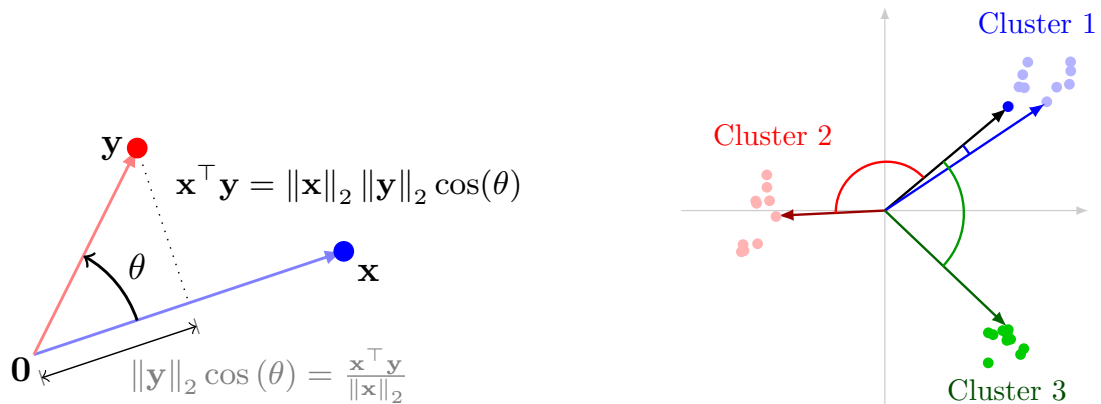 y
x⊤y = ‖x‖₂ ‖y‖₂ cos(θ)
θ
x
0
‖y‖₂ cos (θ) = x⊤y / ‖x‖₂
Cluster 1
Cluster 2
Cluster 3